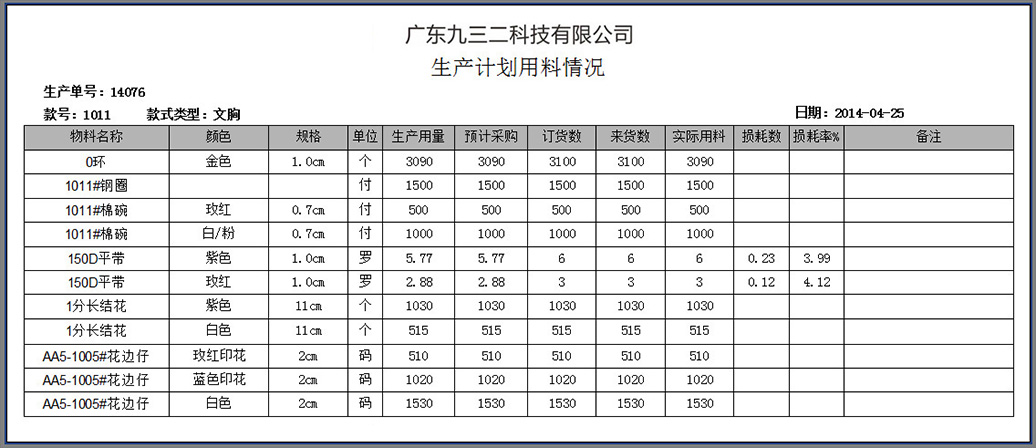 广东九三二科技有限公司
生产计划用料情况
生产单号：14076
款号：1011 款式类型：文胸 日期：2014-04-25
物料名称 颜色 规格 单位 生产用量 预计采购 订货数 来货数 实际用料 损耗数 损耗率% 备注
0环 金色 1.0cm 个 3090 3090 3100 3100 3090
1011#钢圈 付 1500 1500 1500 1500 1500
1011#棉碗 玫红 0.7cm 付 500 500 500 500 500
1011#棉碗 白/粉 0.7cm 付 1000 1000 1000 1000 1000
150D平带 紫色 1.0cm 罗 5.77 5.77 6 6 6 0.23 3.99
150D平带 玫红 1.0cm 罗 2.88 2.88 3 3 3 0.12 4.12
1分长结花 紫色 11cm 个 1030 1030 1030 1030 1030
1分长结花 白色 11cm 个 515 515 515 515 515
AA5-1005#花边仔 玫红印花 2cm 码 510 510 510 510 510
AA5-1005#花边仔 蓝色印花 2cm 码 1020 1020 1020 1020 1020
AA5-1005#花边仔 白色 2cm 码 1530 1530 1530 1530 1530